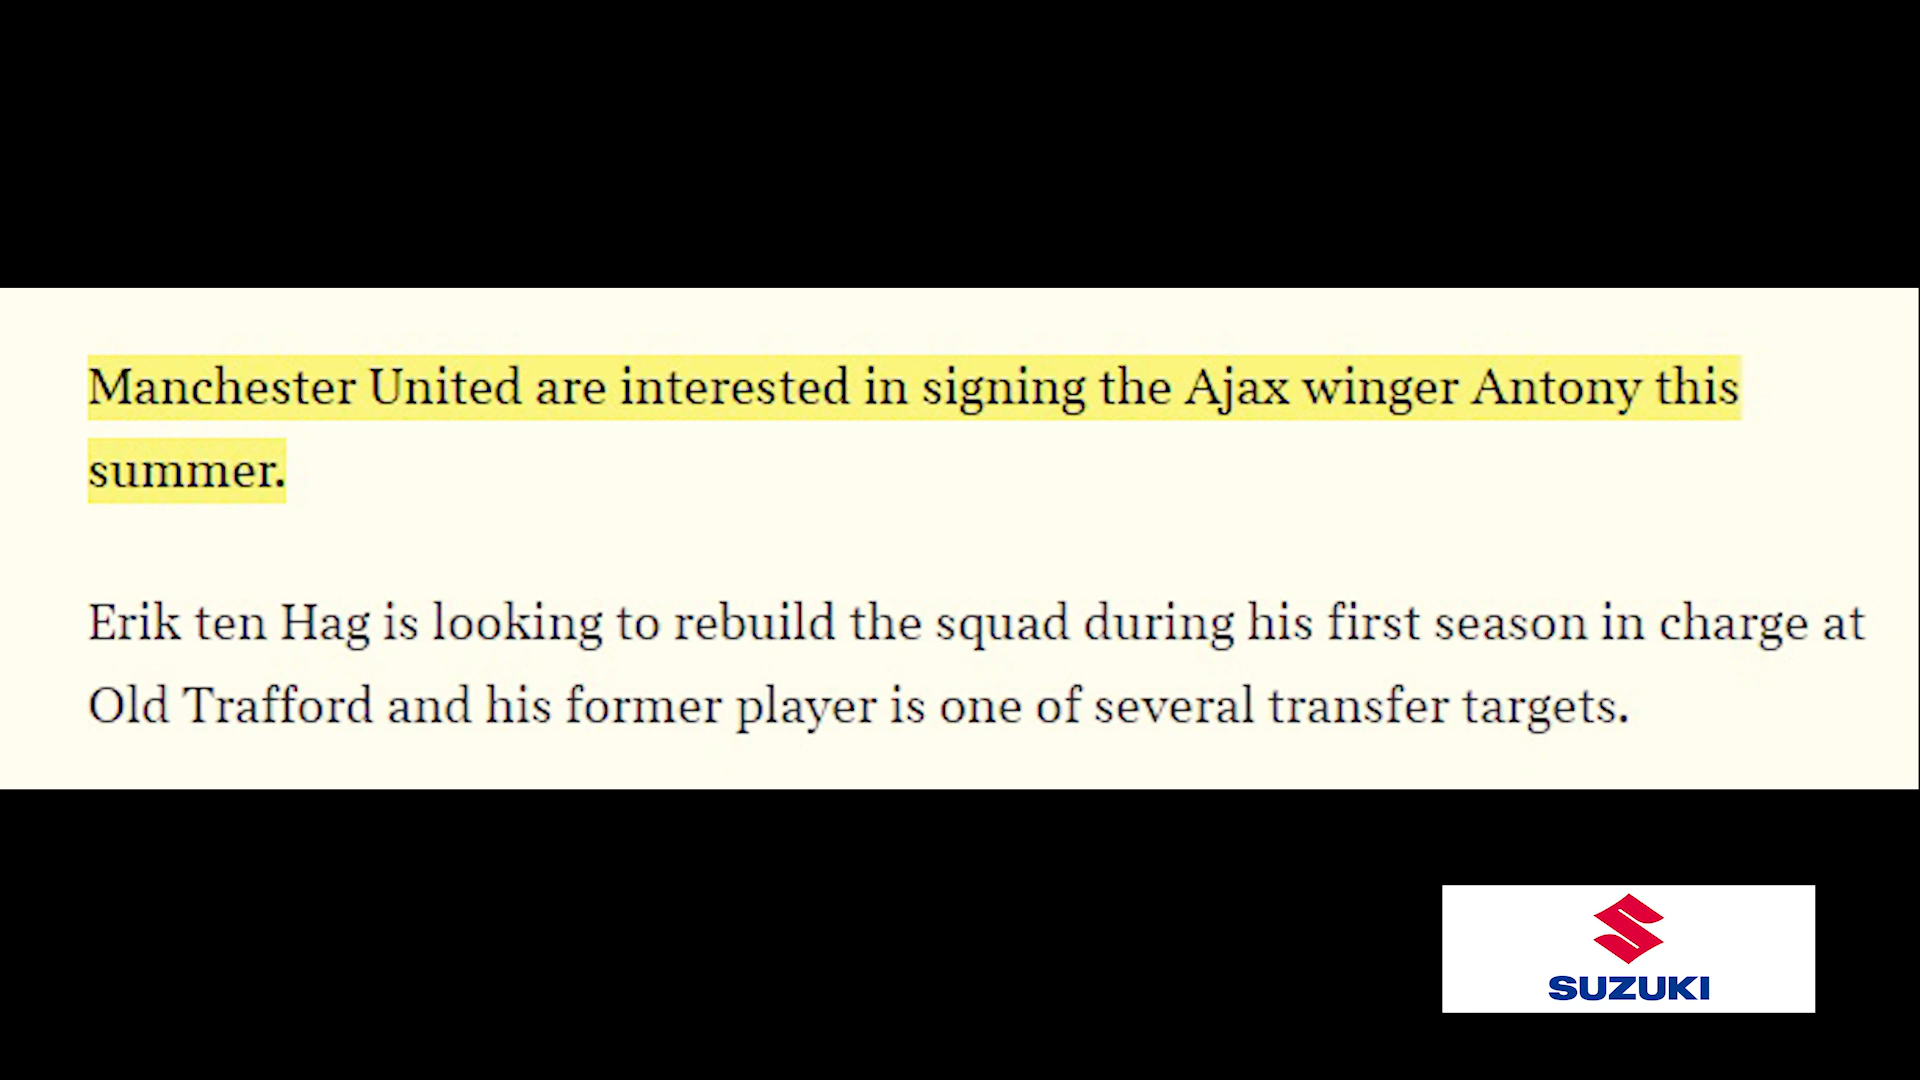 Manchester United are interested in signing the Ajax winger Antony this
summer.
Erik ten Hag is looking to rebuild the squad during his first season in charge at
Old Trafford and his former player is one of several transfer targets.
SUZUKI